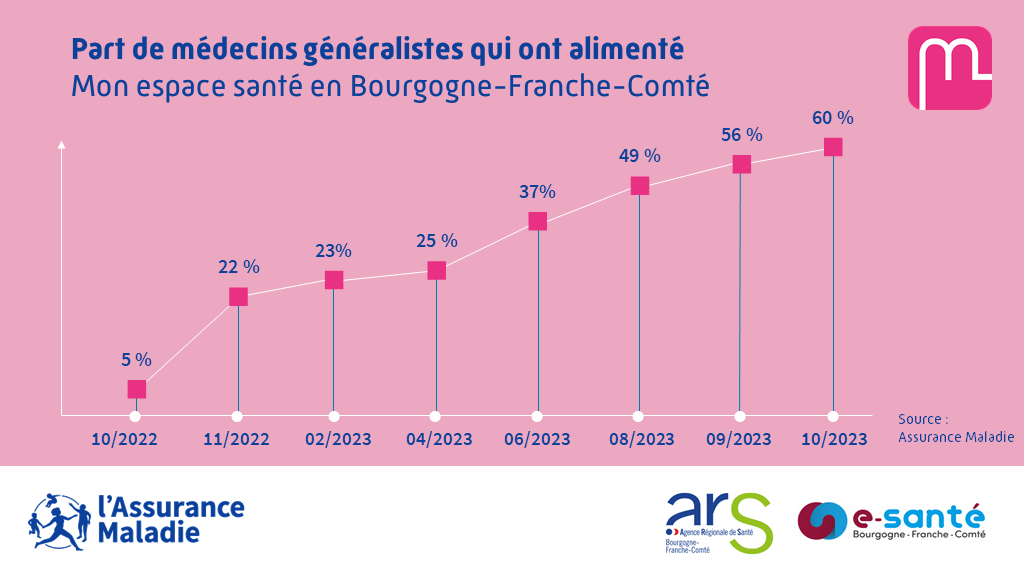 Part de médecins généralistes qui ont alimenté
Mon espace santé en Bourgogne-Franche-Comté
5 %
22 %
23%
25 %
37%
49 %
56 %
60 %
10/2022
11/2022
02/2023
04/2023
06/2023
08/2023
09/2023
10/2023
Source :
Assurance Maladie
l'Assurance
Maladie
ars
Agence Régionale de Santé
Bourgogne-
Franche-Comté
e-santé
Bourgogne - Franche - Comté